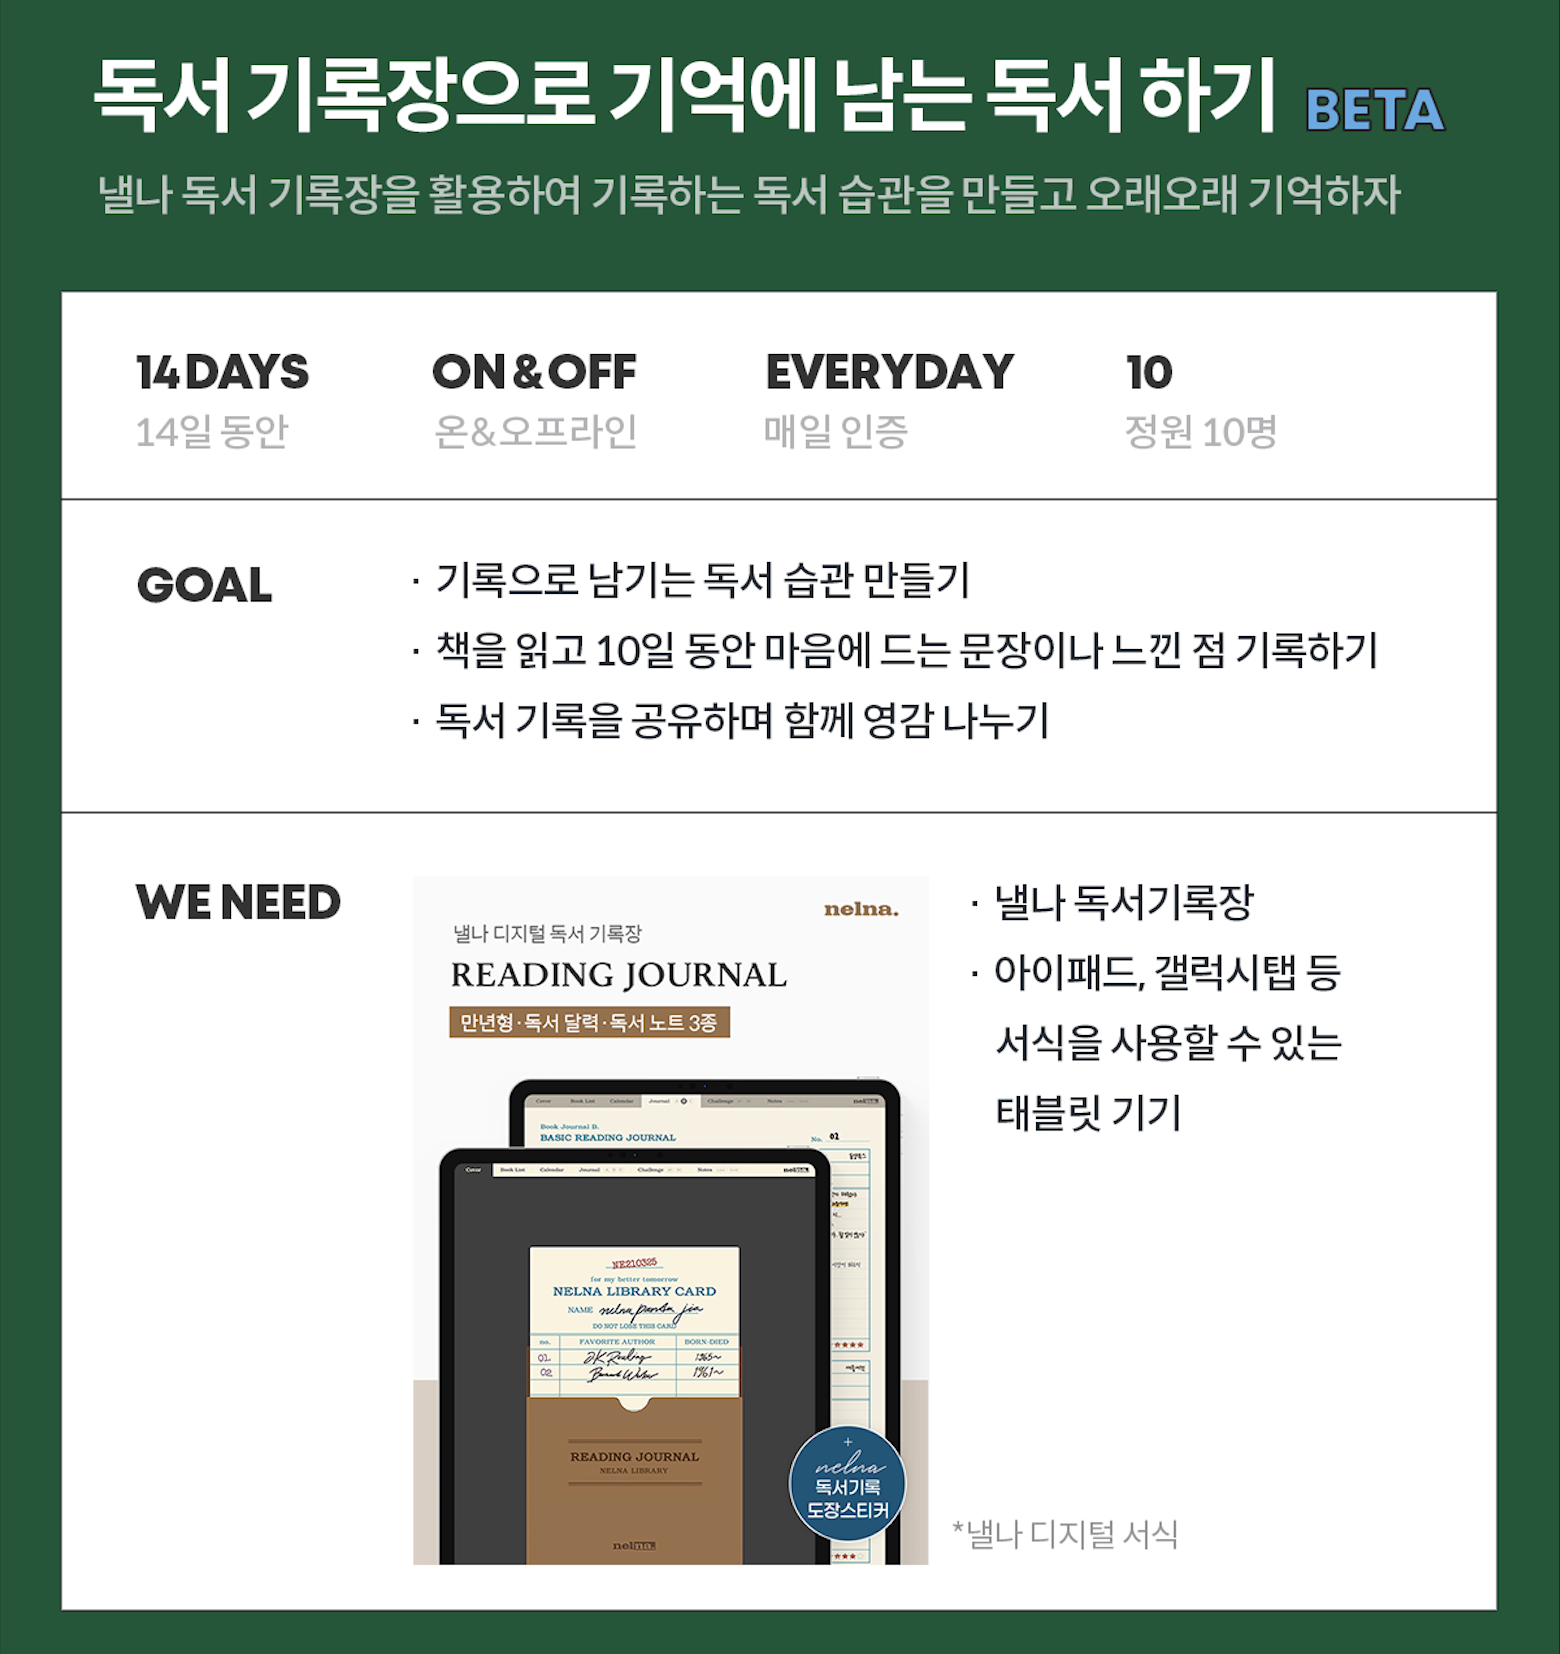 독서 기록장으로 기억에 남는 독서 하기 BETA
낼나 독서 기록장을 활용하여 기록하는 독서 습관을 만들고 오래오래 기억하자
14 DAYS
14일 동안
ON & OFF
온&오프라인
EVERYDAY
매일 인증
10
정원 10명
GOAL
· 기록으로 남기는 독서 습관 만들기
· 책을 읽고 10일 동안 마음에 드는 문장이나 느낀 점 기록하기
· 독서 기록을 공유하며 함께 영감 나누기
WE NEED
nelna.
낼나 디지털 독서 기록장
READING JOURNAL
만년형·독서 달력·독서 노트 3종
Cover Book List Calendar Journal Challenge Notes nelna.
Book Journal B.
BASIC READING JOURNAL
No. 02
Cover Book List Calendar Journal Challenge Notes nelna.
NE210325
for my better tomorrow
NELNA LIBRARY CARD
NAME nelna panda jia
DO NOT LOSE THIS CARD
no. FAVORITE AUTHOR BORN-DIED
01. JK Rowling 1965~
02. 1961~
READING JOURNAL
NELNA LIBRARY
nelna.
+
nelna
독서기록
도장스티커
· 낼나 독서기록장
· 아이패드, 갤럭시탭 등
서식을 사용할 수 있는
태블릿 기기
*낼나 디지털 서식